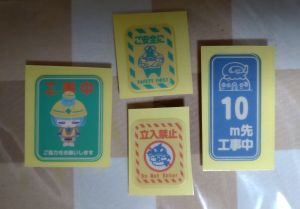 工事中
ご協力をお願いします
ご安全に
SAFETY FIRST
立入禁止
Do Not Enter
10
m先
工事中